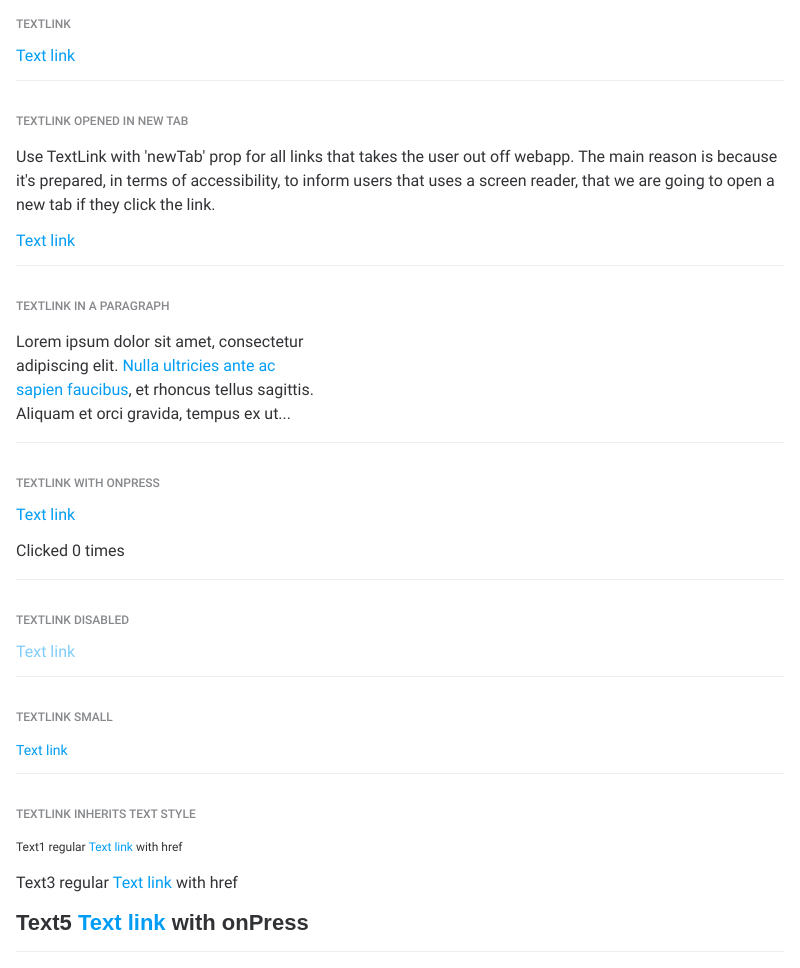 TEXTLINK
Text link
TEXTLINK OPENED IN NEW TAB
Use TextLink with 'newTab' prop for all links that takes the user out off webapp. The main reason is because
it's prepared, in terms of accessibility, to inform users that uses a screen reader, that we are going to open a
new tab if they click the link.
Text link
TEXTLINK IN A PARAGRAPH
Lorem ipsum dolor sit amet, consectetur
adipiscing elit. Nulla ultricies ante ac
sapien faucibus, et rhoncus tellus sagittis.
Aliquam et orci gravida, tempus ex ut...
TEXTLINK WITH ONPRESS
Text link
Clicked 0 times
TEXTLINK DISABLED
Text link
TEXTLINK SMALL
Text link
TEXTLINK INHERITS TEXT STYLE
Text1 regular Text link with href
Text3 regular Text link with href
Text5 Text link with onPress